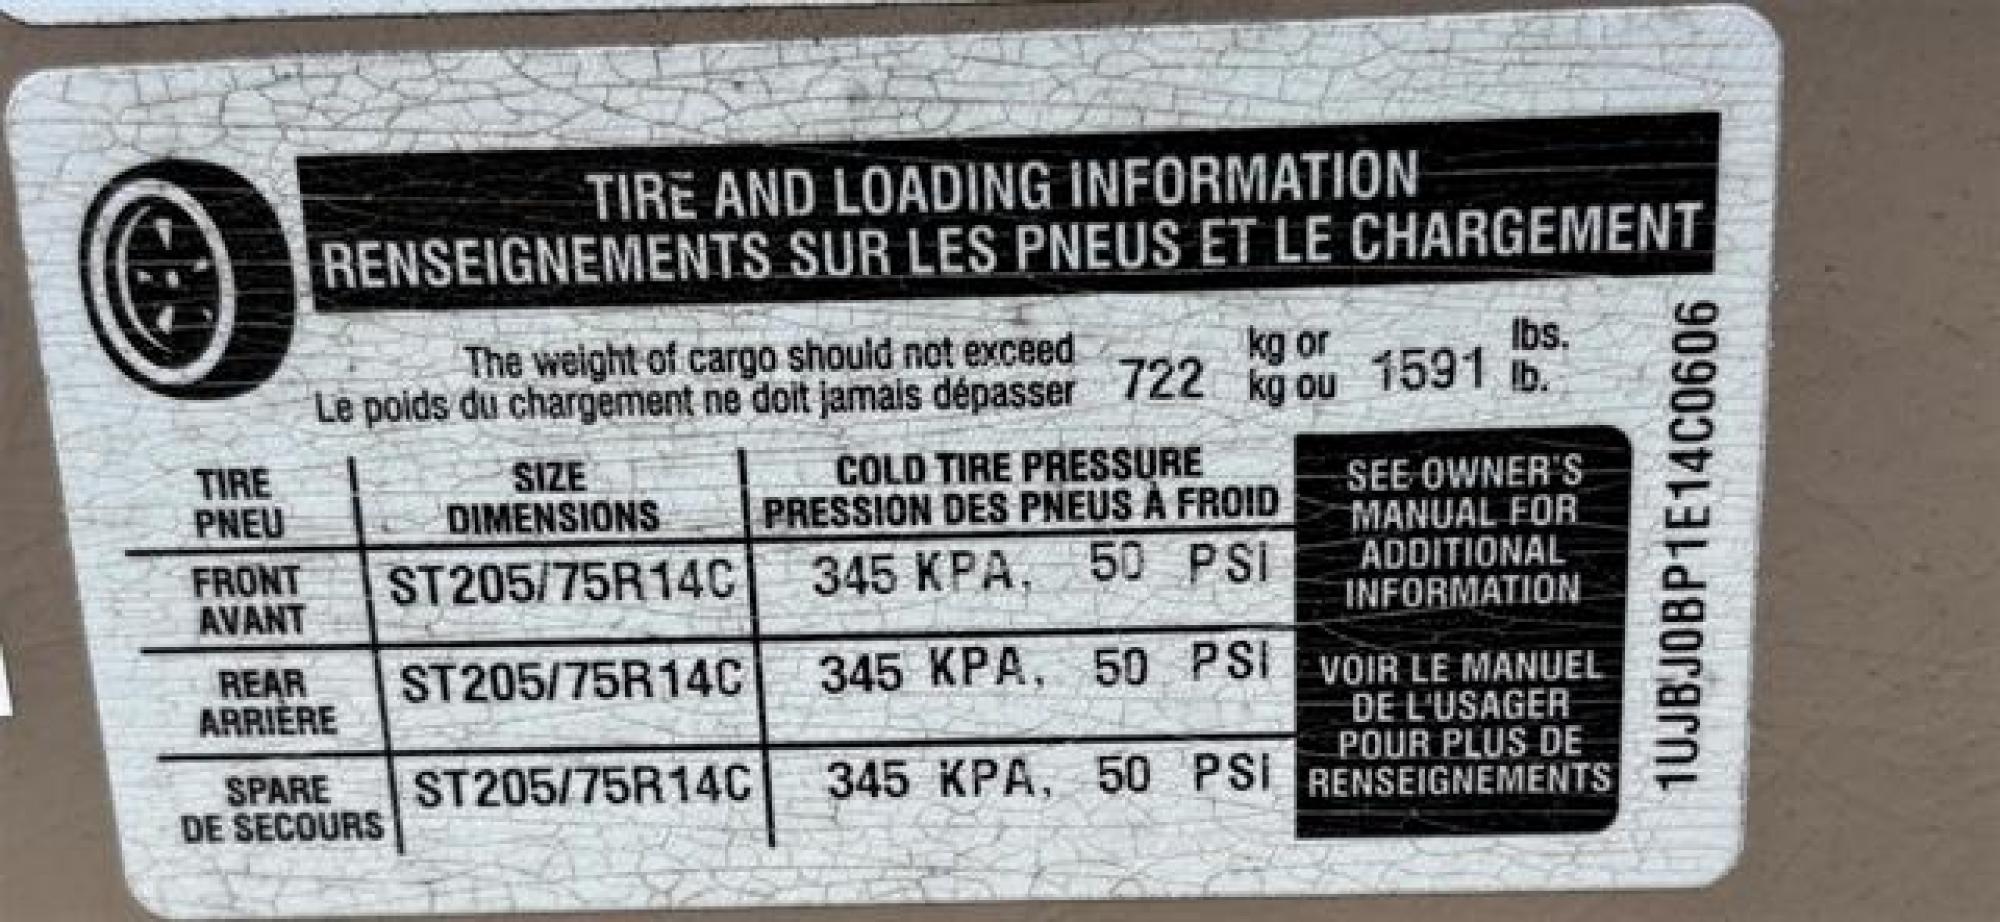 TIRE AND LOADING INFORMATION
RENSEIGNEMENTS SUR LES PNEUS ET LE CHARGEMENT
The weight of cargo should not exceed 722 kg or 1591 lbs.
Le poids du chargement ne doit jamais dépasser kg ou lb.
TIRE SIZE COLD TIRE PRESSURE
PNEU DIMENSIONS PRESSION DES PNEUS À FROID
FRONT ST205/75R14C 345 KPA, 50 PSI
AVANT
REAR ST205/75R14C 345 KPA, 50 PSI
ARRIÈRE
SPARE ST205/75R14C 345 KPA, 50 PSI
DE SECOURS
SEE OWNER'S
MANUAL FOR
ADDITIONAL
INFORMATION
VOIR LE MANUEL
DE L'USAGER
POUR PLUS DE
RENSEIGNEMENTS
1UJBJ0BP1E14C0606